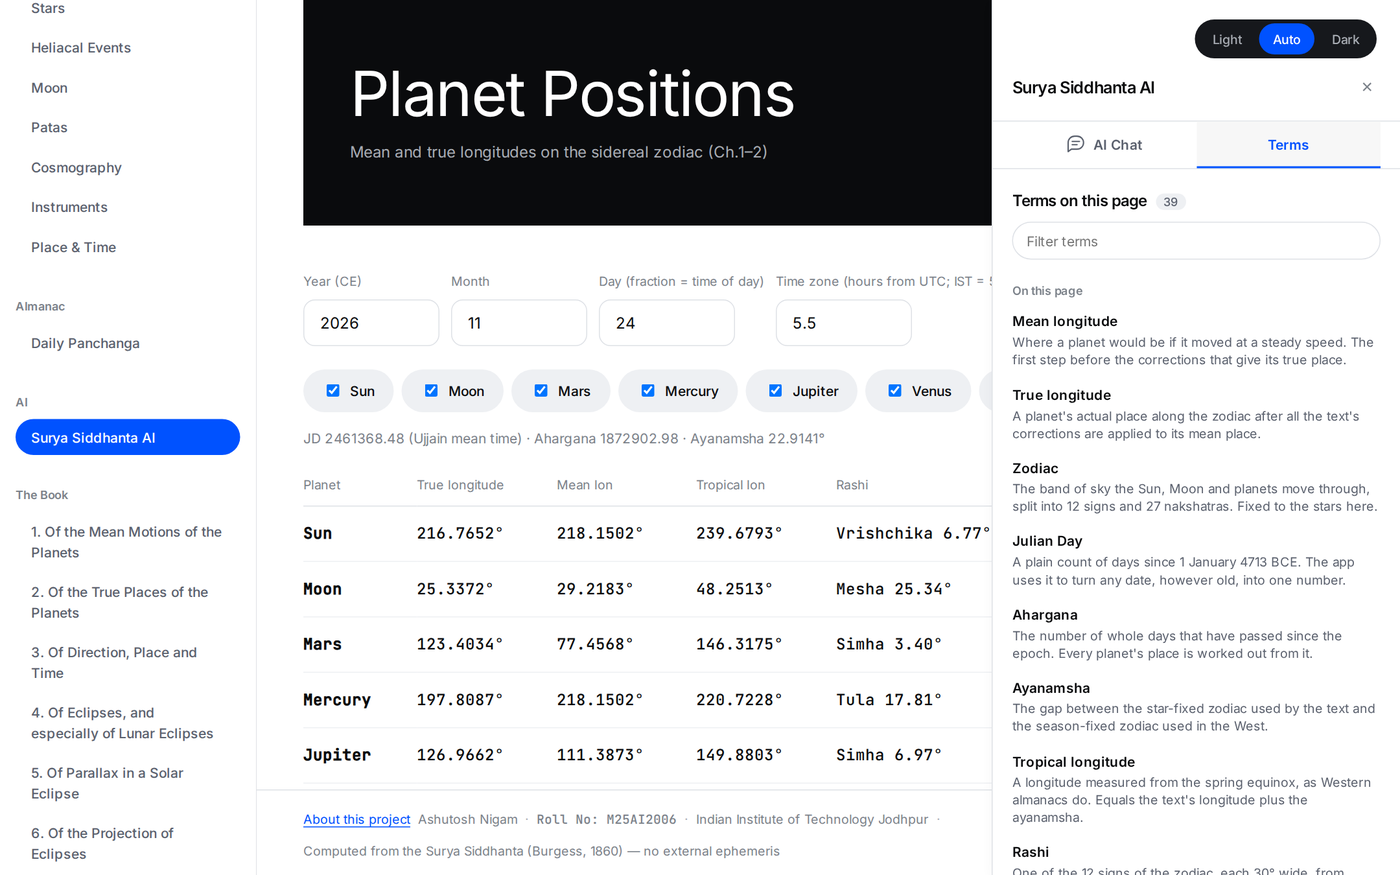 Stars
Heliacal Events
Moon
Patas
Cosmography
Instruments
Place & Time
Almanac
Daily Panchanga
AI
Surya Siddhanta AI
The Book
1. Of the Mean Motions of the
Planets
2. Of the True Places of the
Planets
3. Of Direction, Place and
Time
4. Of Eclipses, and
especially of Lunar Eclipses
5. Of Parallax in a Solar
Eclipse
6. Of the Projection of
Eclipses
Planet Positions
Mean and true longitudes on the sidereal zodiac (Ch.1–2)
Year (CE) Month Day (fraction = time of day) Time zone (hours from UTC; IST =
2026 11 24 5.5
Sun Moon Mars Mercury Jupiter Venus
JD 2461368.48 (Ujjain mean time) · Ahargana 1872902.98 · Ayanamsha 22.9141°
Planet True longitude Mean lon Tropical lon Rashi
Sun 216.7652° 218.1502° 239.6793° Vrishchika 6.77°
Moon 25.3372° 29.2183° 48.2513° Mesha 25.34°
Mars 123.4034° 77.4568° 146.3175° Simha 3.40°
Mercury 197.8087° 218.1502° 220.7228° Tula 17.81°
Jupiter 126.9662° 111.3873° 149.8803° Simha 6.97°
About this project Ashutosh Nigam · Roll No: M25AI2006 · Indian Institute of Technology Jodhpur ·
Computed from the Surya Siddhanta (Burgess, 1860) — no external ephemeris
Light Auto Dark
Surya Siddhanta AI
AI Chat Terms
Terms on this page 39
Filter terms
On this page
Mean longitude
Where a planet would be if it moved at a steady speed. The
first step before the corrections that give its true place.
True longitude
A planet's actual place along the zodiac after all the text's
corrections are applied to its mean place.
Zodiac
The band of sky the Sun, Moon and planets move through,
split into 12 signs and 27 nakshatras. Fixed to the stars here.
Julian Day
A plain count of days since 1 January 4713 BCE. The app
uses it to turn any date, however old, into one number.
Ahargana
The number of whole days that have passed since the
epoch. Every planet's place is worked out from it.
Ayanamsha
The gap between the star-fixed zodiac used by the text and
the season-fixed zodiac used in the West.
Tropical longitude
A longitude measured from the spring equinox, as Western
almanacs do. Equals the text's longitude plus the
ayanamsha.
Rashi
One of the 12 signs of the zodiac, each 30° wide, from